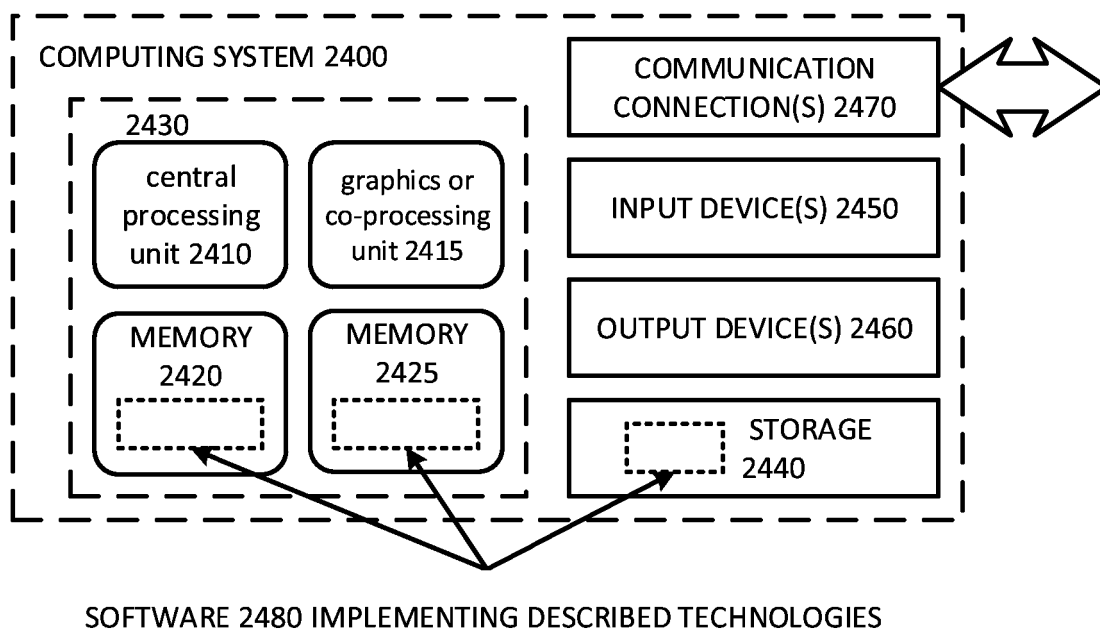 COMPUTING SYSTEM 2400
2430
central
processing
unit 2410
graphics or
co-processing
unit 2415
MEMORY
2420
MEMORY
2425
COMMUNICATION
CONNECTION(S) 2470
INPUT DEVICE(S) 2450
OUTPUT DEVICE(S) 2460
STORAGE
2440
SOFTWARE 2480 IMPLEMENTING DESCRIBED TECHNOLOGIES